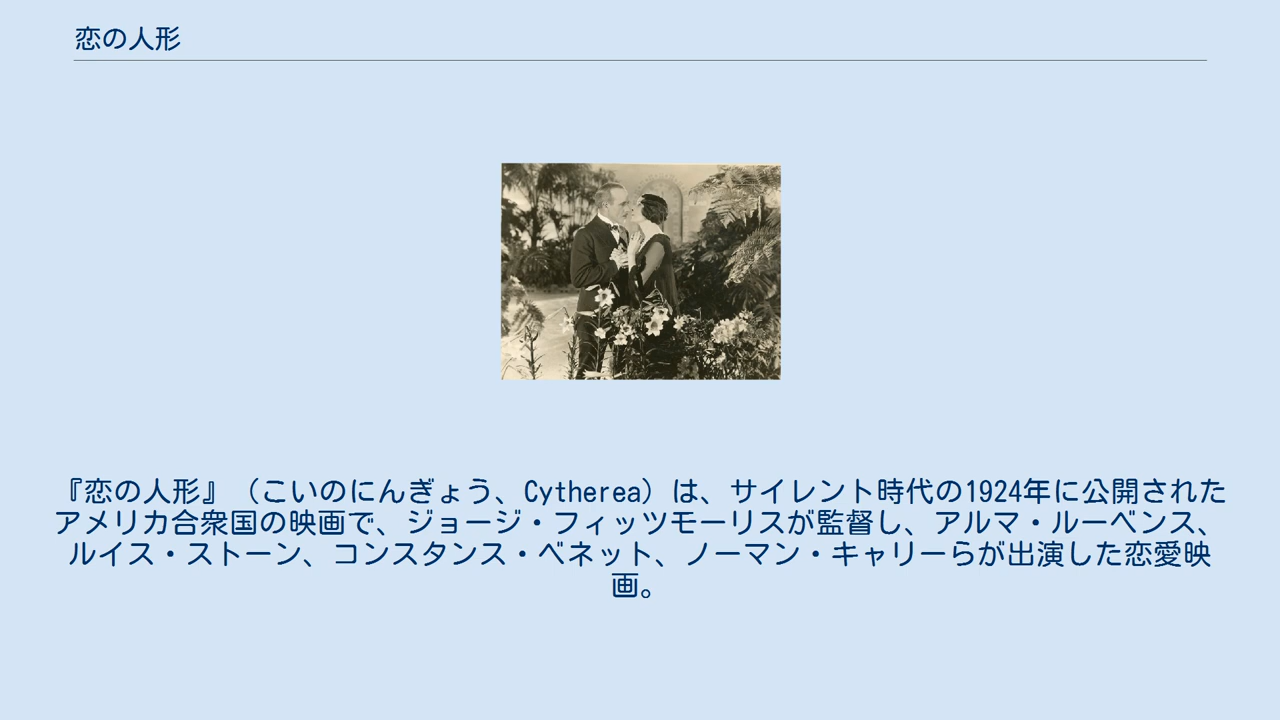 恋の人形
『恋の人形』（こいのにんぎょう、Cytherea）は、サイレント時代の1924年に公開された
アメリカ合衆国の映画で、ジョージ・フィッツモーリスが監督し、アルマ・ルーベンス、
ルイス・ストーン、コンスタンス・ベネット、ノーマン・キャリーらが出演した恋愛映
画。